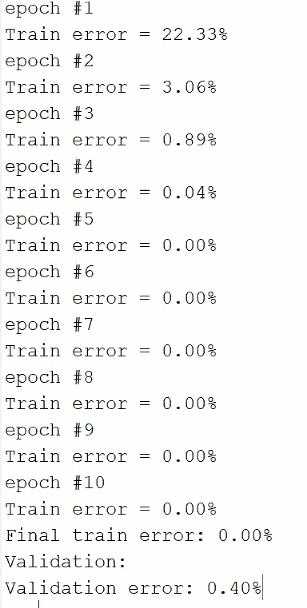 epoch #1
Train error = 22.33%
epoch #2
Train error = 3.06%
epoch #3
Train error = 0.89%
epoch #4
Train error = 0.04%
epoch #5
Train error = 0.00%
epoch #6
Train error = 0.00%
epoch #7
Train error = 0.00%
epoch #8
Train error = 0.00%
epoch #9
Train error = 0.00%
epoch #10
Train error = 0.00%
Final train error: 0.00%
Validation:
Validation error: 0.40%